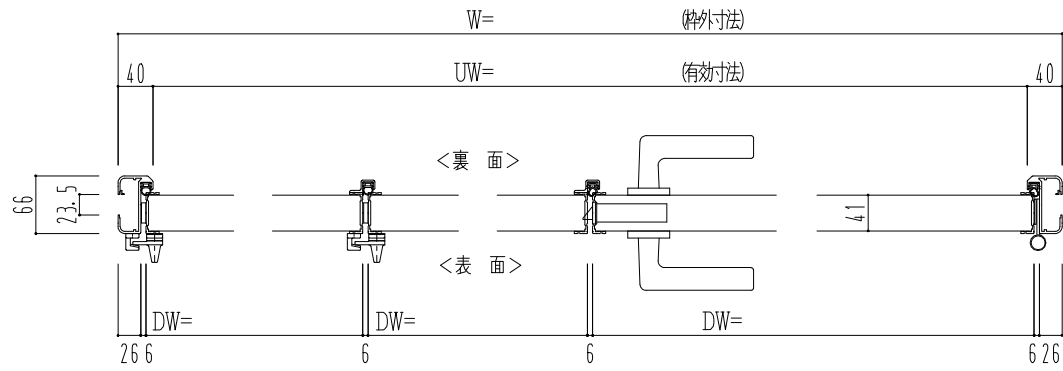 W= (枠外寸法)
40 UW= (有効寸法) 40
<裏 面>
66 23.5 41
<表 面>
DW= DW= DW=
26 6 6 6 6 26